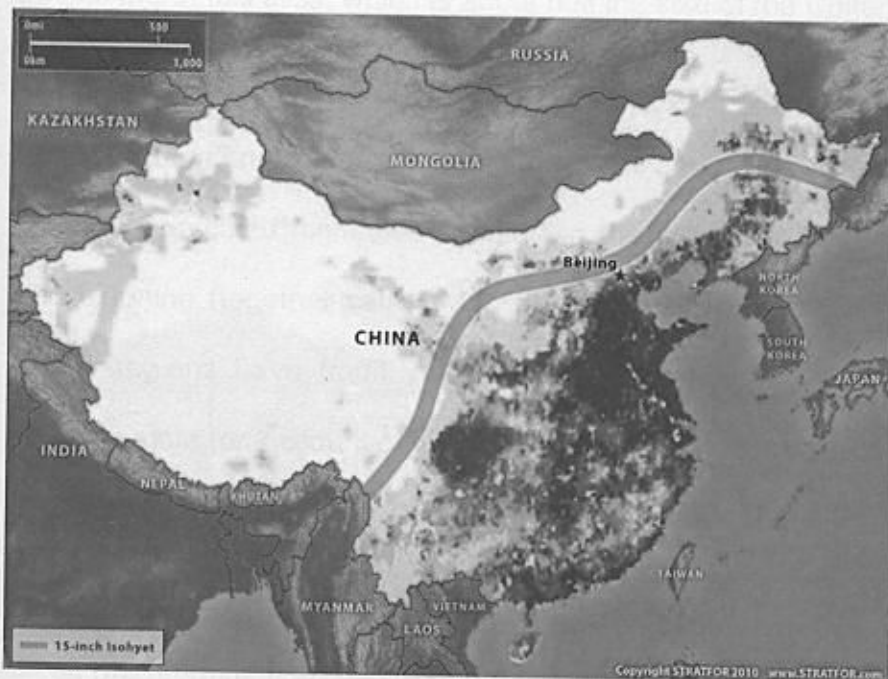 0mi 500
0km 1,000
RUSSIA
KAZAKHSTAN
MONGOLIA
Beijing
NORTH
KOREA
CHINA
SOUTH
KOREA
JAPAN
INDIA
NEPAL
BHUTAN
TAIWAN
MYANMAR
VIETNAM
LAOS
15-inch Isohyet
Copyright STRATFOR 2010 www.STRATFOR.com